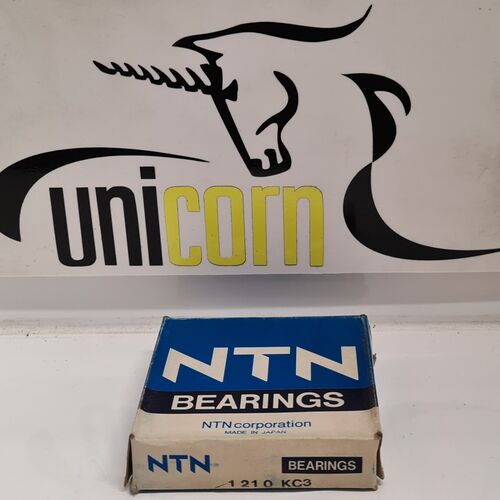 unicorn
NTN
BEARINGS
NTN corporation
MADE IN JAPAN
NTN BEARINGS
1210 KC3